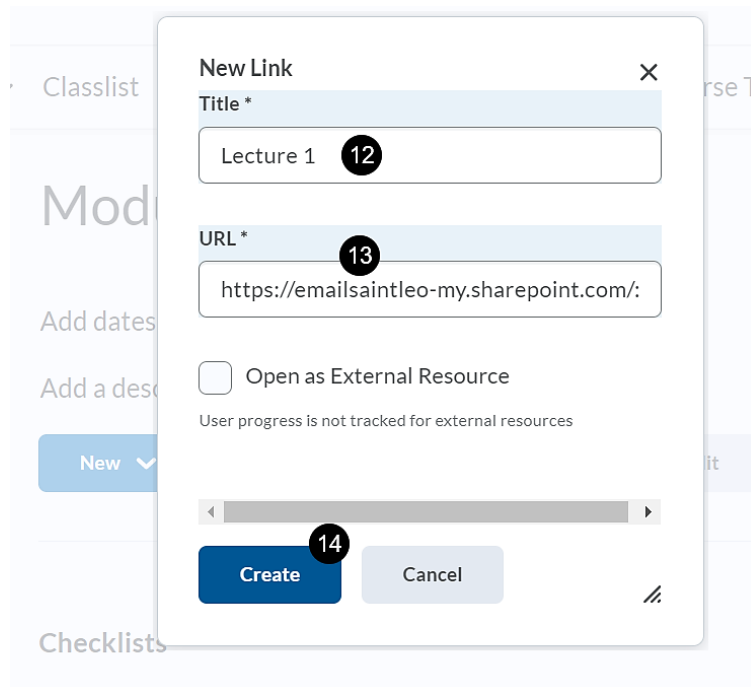 Classlist
rse T
Modu
Add dates
Add a desc
New
it
Checklists
New Link
Title *
Lecture 1 12
URL *
13
https://emailsaintleo-my.sharepoint.com/:
Open as External Resource
User progress is not tracked for external resources
14
Create Cancel